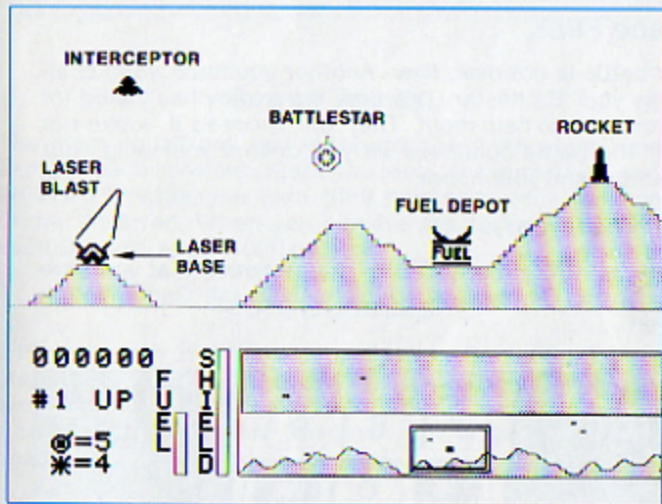 INTERCEPTOR
BATTLESTAR
ROCKET
LASER
BLAST
FUEL DEPOT
LASER
BASE
FUEL
000000
#1 UP
@=5
*=4
FUEL
SHIELD